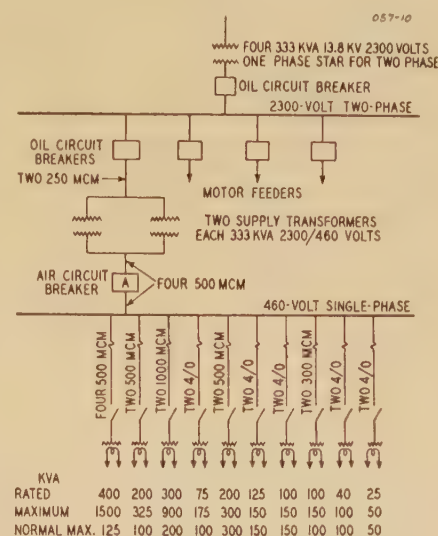 057-10
FOUR 333 KVA 13.8 KV 2300 VOLTS
ONE PHASE STAR FOR TWO PHASE
OIL CIRCUIT BREAKER
2300-VOLT TWO-PHASE
OIL CIRCUIT
BREAKERS
TWO 250 MCM
MOTOR FEEDERS
TWO SUPPLY TRANSFORMERS
EACH 333 KVA 2300/460 VOLTS
AIR CIRCUIT
BREAKER
A
FOUR 500 MCM
460-VOLT SINGLE-PHASE
FOUR 500 MCM
TWO 500 MCM
TWO 1000 MCM
TWO 4/0
TWO 500 MCM
TWO 4/0
TWO 4/0
TWO 300 MCM
TWO 4/0
TWO 4/0
KVA
RATED 400 200 300 75 200 125 100 100 40 25
MAXIMUM 1500 325 900 175 300 150 150 150 100 50
NORMAL MAX. 125 100 200 100 300 150 150 100 100 50